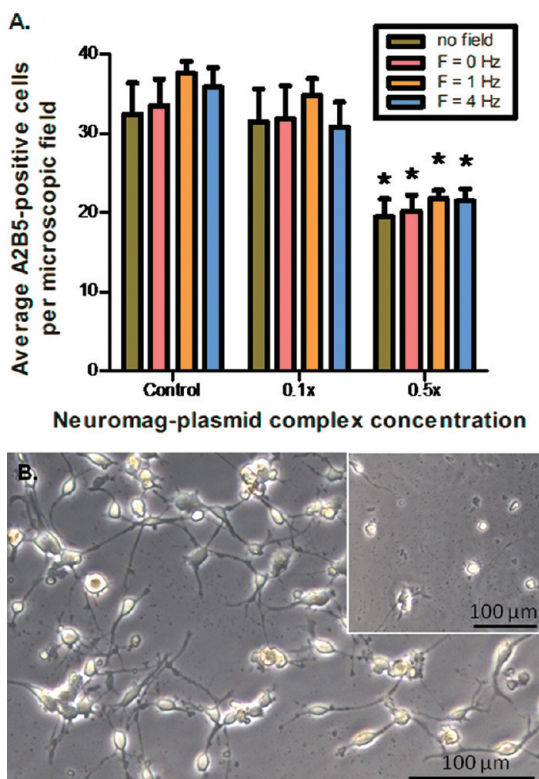 A.
no field
F = 0 Hz
F = 1 Hz
F = 4 Hz
Average A2B5-positive cells
per microscopic field
40
30
20
10
0
* * * *
Control 0.1x 0.5x
Neuromag-plasmid complex concentration
B.
100 µm
100 µm